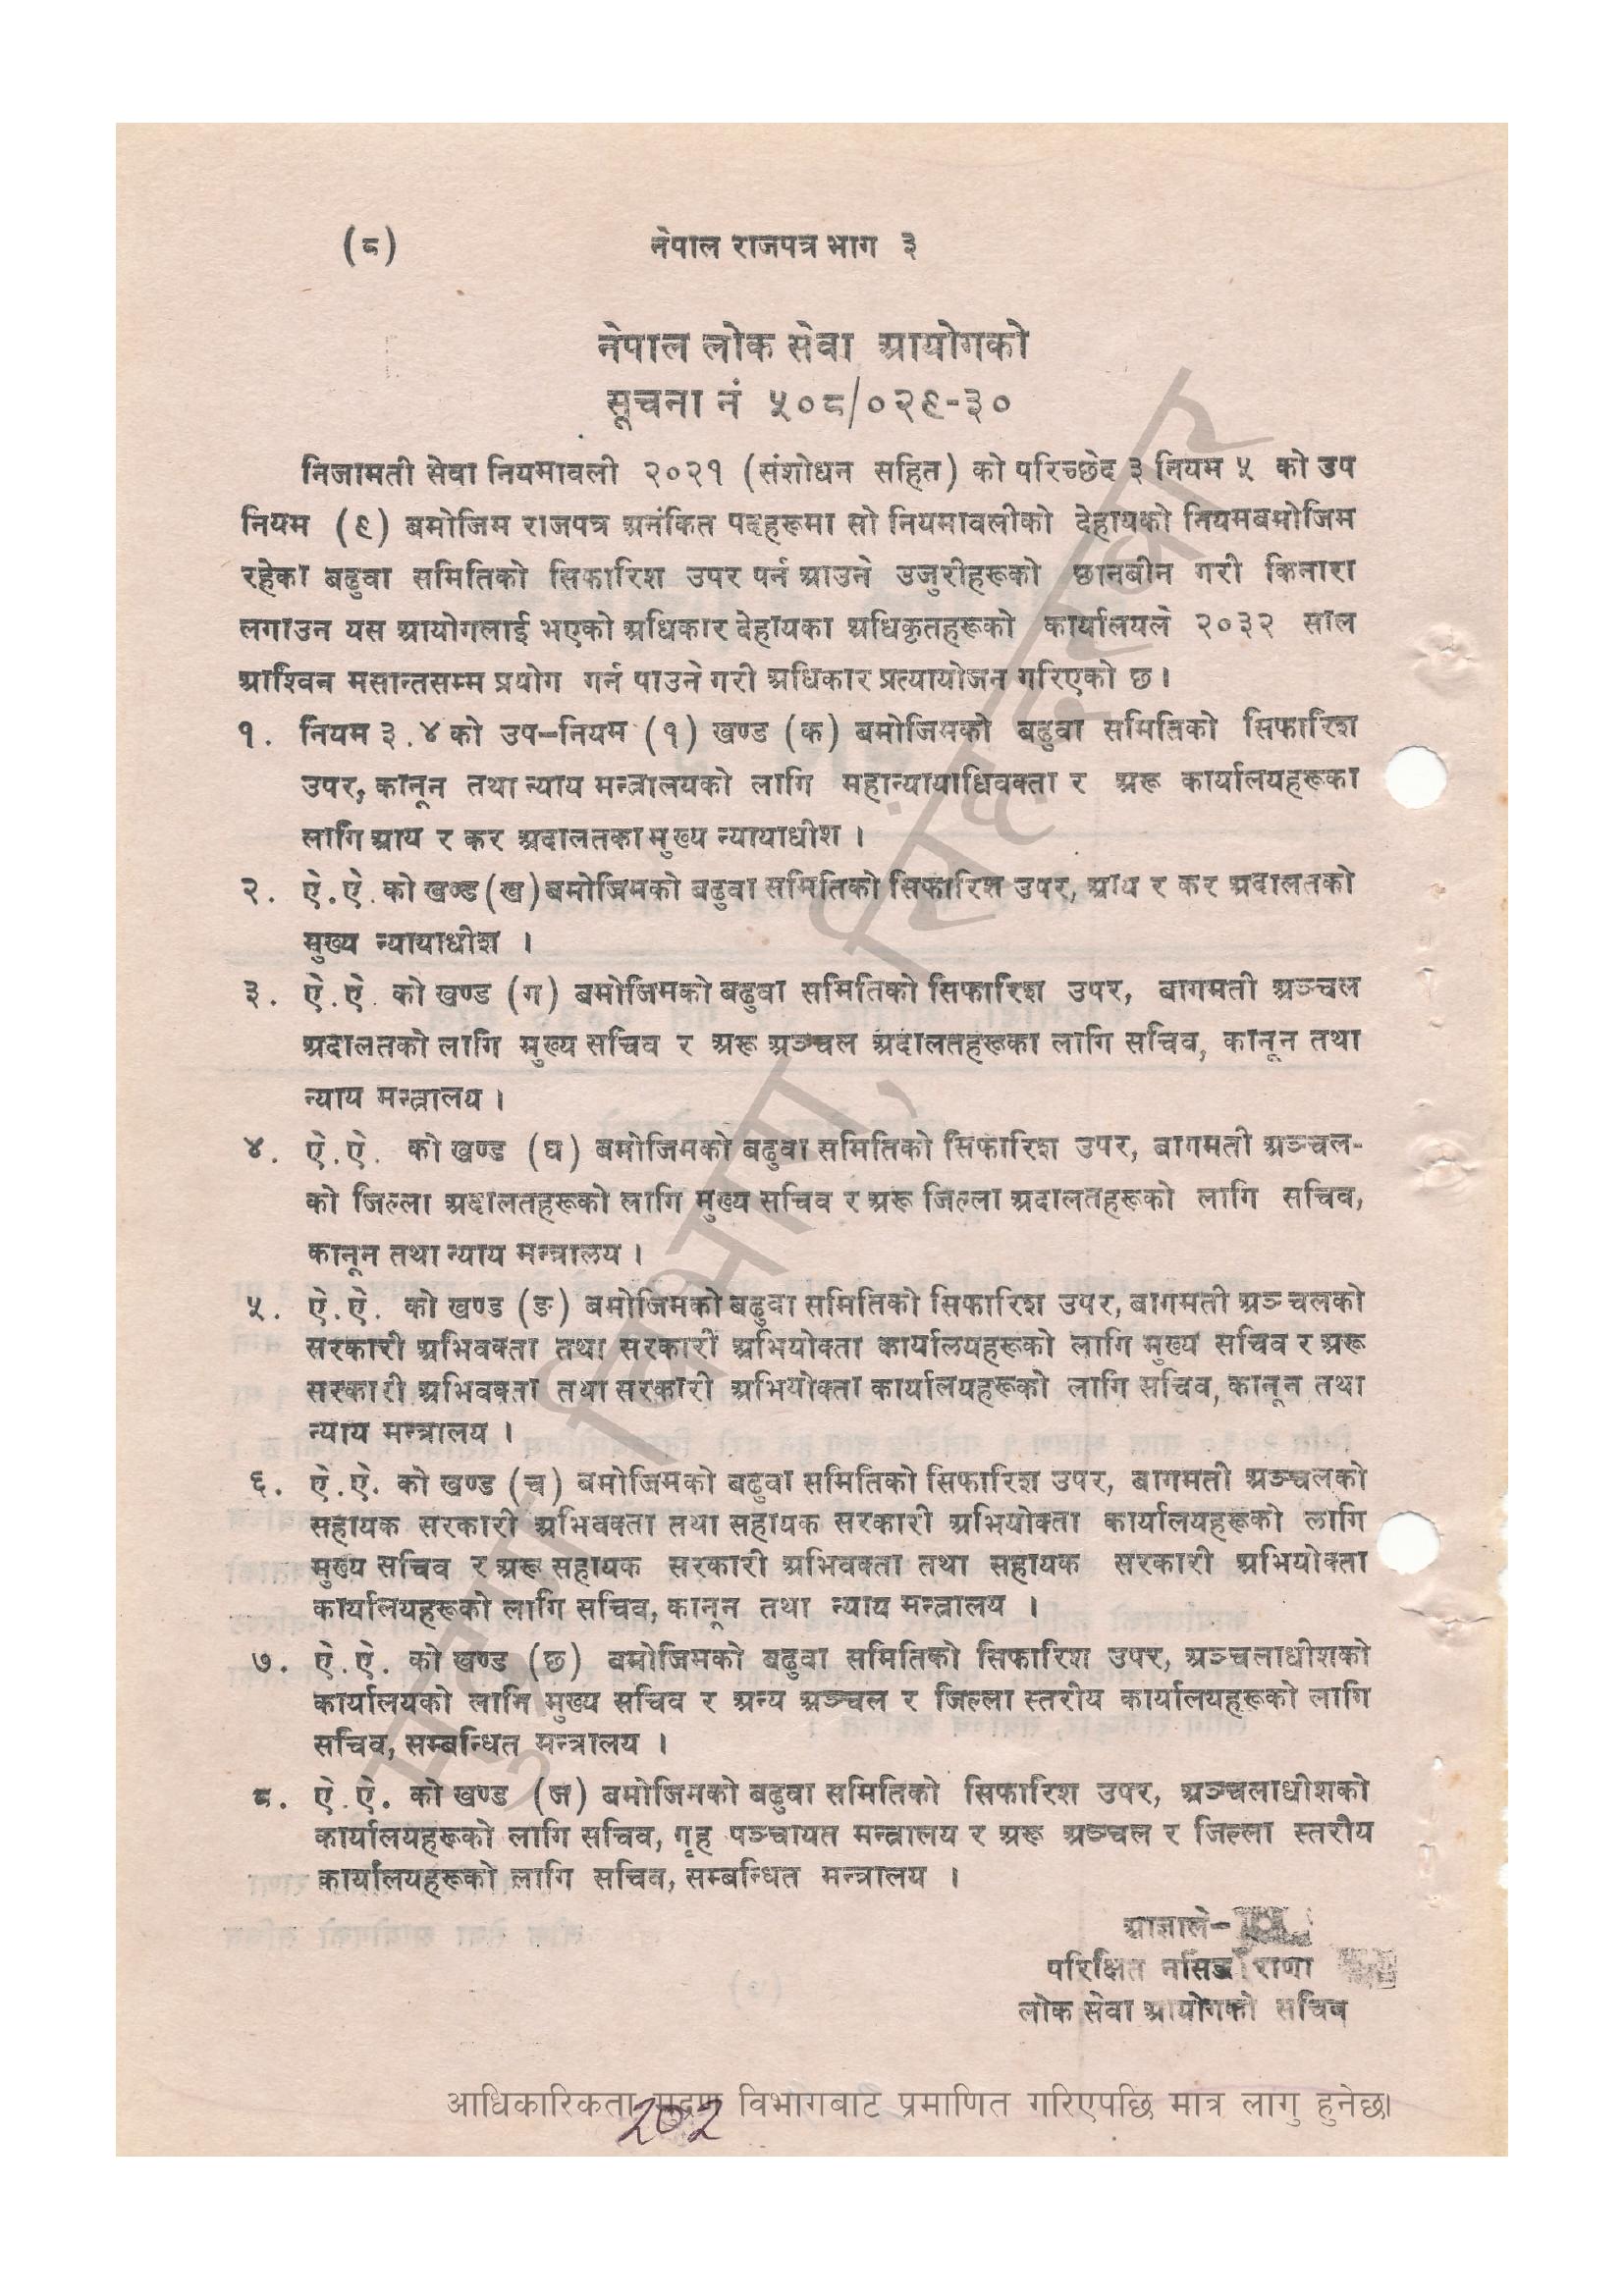 (८) नेपाल राजपत्र भाग ३
नेपाल लोक सेवा आयोगको
सूचना नं ५०८/०२९-३०
निजामती सेवा नियमावली २०२१ (संशोधन सहित) को परिच्छेद ३ नियम ५ को उप
नियम (९) बमोजिम राजपत्र अनंकित पदहरूमा सो नियमावलीको देहायको नियमबमोजिम
रहेका बढुवा समितिको सिफारिश उपर पर्न आउने उजुरीहरूको छानबीन गरी किनारा
लगाउन यस आयोगलाई भएको अधिकार देहायका अधिकृतहरूको कार्यालयले २०३२ साल
आश्विन मसान्तसम्म प्रयोग गर्न पाउने गरी अधिकार प्रत्यायोजन गरिएको छ।
१. नियम ३.४ को उप-नियम (१) खण्ड (क) बमोजिमको बढुवा समितिको सिफारिश
उपर, कानून तथा न्याय मन्त्रालयको लागि महान्यायाधिवक्ता र अरू कार्यालयहरूका
लागि आय र कर अदालतका मुख्य न्यायाधीश ।
२. ऐ.ऐ. को खण्ड (ख) बमोजिमको बढुवा समितिको सिफारिश उपर, आय र कर अदालतको
मुख्य न्यायाधीश ।
३. ऐ.ऐ. को खण्ड (ग) बमोजिमको बढुवा समितिको सिफारिश उपर, बागमती अञ्चल
अदालतको लागि मुख्य सचिव र अरू अञ्चल अदालतहरूका लागि सचिव, कानून तथा
न्याय मन्त्रालय ।
४. ऐ.ऐ. को खण्ड (घ) बमोजिमको बढुवा समितिको सिफारिश उपर, बागमती अञ्चल-
को जिल्ला अदालतहरूको लागि मुख्य सचिव र अरू जिल्ला अदालतहरूको लागि सचिव,
कानून तथा न्याय मन्त्रालय ।
५. ऐ.ऐ. को खण्ड (ङ) बमोजिमको बढुवा समितिको सिफारिश उपर, बागमती अञ्चलको
सरकारी अभिवक्ता तथा सरकारी अभियोक्ता कार्यालयहरूको लागि मुख्य सचिव र अरू
सरकारी अभिवक्ता तथा सरकारी अभियोक्ता कार्यालयहरूको लागि सचिव, कानून तथा
न्याय मन्त्रालय ।
६. ऐ.ऐ. को खण्ड (च) बमोजिमको बढुवा समितिको सिफारिश उपर, बागमती अञ्चलको
सहायक सरकारी अभिवक्ता तथा सहायक सरकारी अभियोक्ता कार्यालयहरूको लागि
मुख्य सचिव र अरू सहायक सरकारी अभिवक्ता तथा सहायक सरकारी अभियोक्ता
कार्यालयहरूको लागि सचिव, कानून तथा न्याय मन्त्रालय ।
७. ऐ.ऐ. को खण्ड (छ) बमोजिमको बढुवा समितिको सिफारिश उपर, अञ्चलाधीशको
कार्यालयको लागि मुख्य सचिव र अन्य अञ्चल र जिल्ला स्तरीय कार्यालयहरूको लागि
सचिव, सम्बन्धित मन्त्रालय ।
८. ऐ.ऐ. को खण्ड (ज) बमोजिमको बढुवा समितिको सिफारिश उपर, अञ्चलाधीशको
कार्यालयहरूको लागि सचिव, गृह पञ्चायत मन्त्रालय र अरू अञ्चल र जिल्ला स्तरीय
कार्यालयहरूको लागि सचिव, सम्बन्धित मन्त्रालय ।
आज्ञाले-
परिक्षित नर्सिङ राणा
लोक सेवा आयोगको सचिव
आधिकारिकता मुद्रण विभागबाट प्रमाणित गरिएपछि मात्र लागु हुनेछ।
202
मुद्रण विभाग, सिंहदरबार